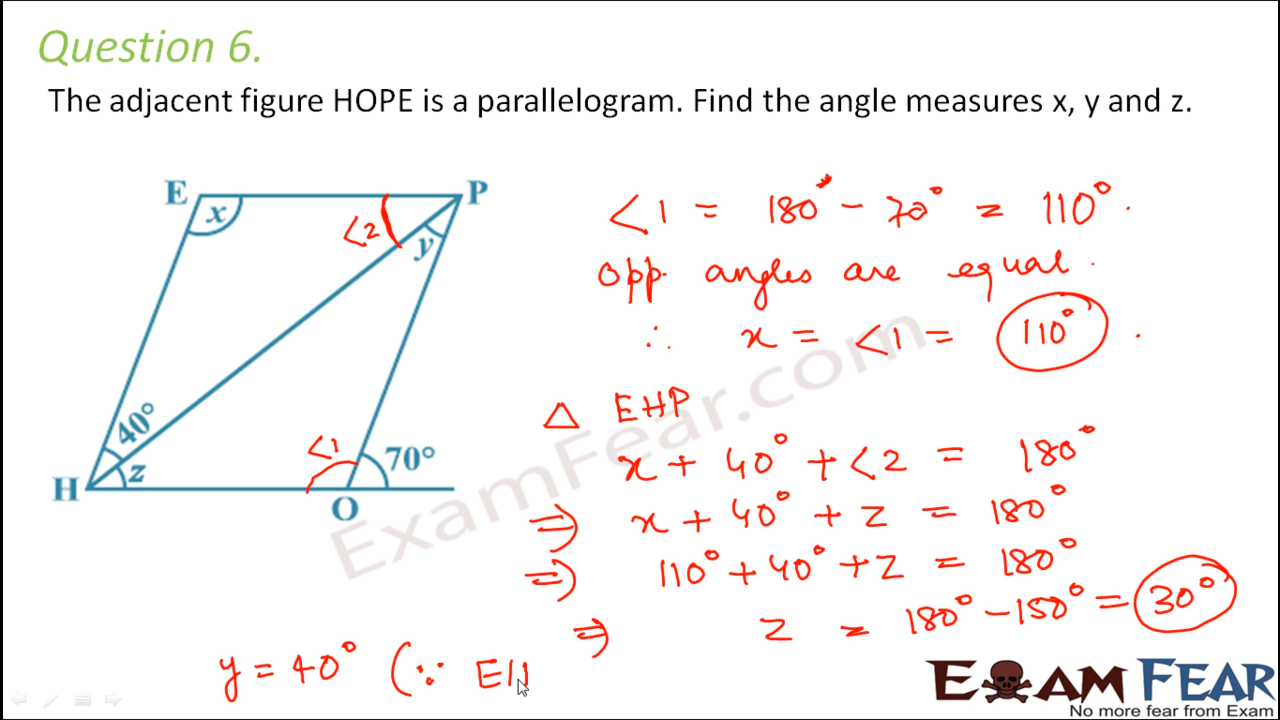 Question 6.
The adjacent figure HOPE is a parallelogram. Find the angle measures x, y and z.
E
x
P
<2
y
40°
z
H
<1
70°
O
<1 = 180° - 70° = 110°.
Opp. angles are equal.
∴ x = <1 = 110°.
△ EHP
x + 40° + <2 = 180°
⇒ x + 40° + z = 180°
⇒ 110° + 40° + z = 180°
⇒ z = 180° - 150° = 30°
y = 40° (∵ E
ExamFear.com
EXAM FEAR
No more fear from Exam